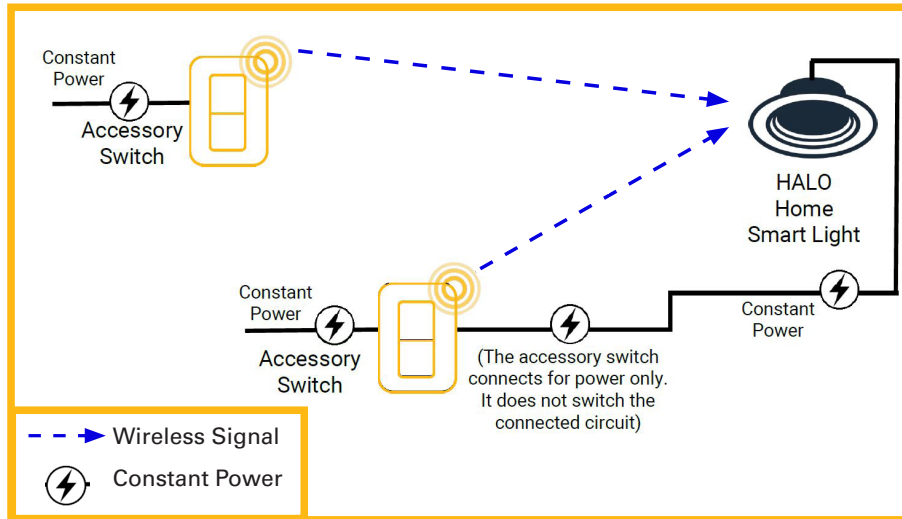 Constant
Power
Accessory
Switch
HALO
Home
Smart Light
Constant
Power
Accessory
Switch
(The accessory switch
connects for power only.
It does not switch the
connected circuit)
Constant
Power
Wireless Signal
Constant Power